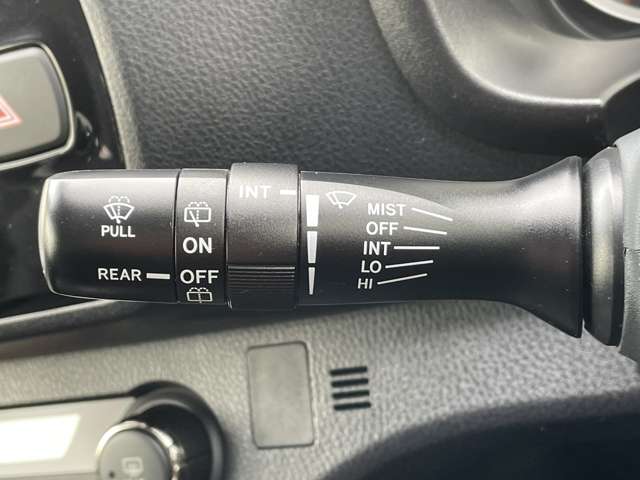 PULL
REAR
ON
OFF
INT
MIST
OFF
INT
LO
HI